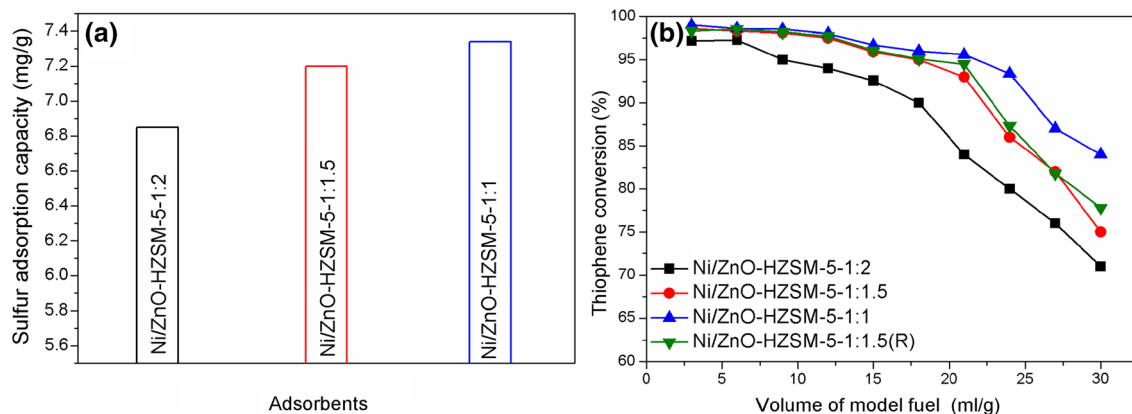 (a)
Sulfur adsorption capacity (mg/g)
7.4
7.2
7.0
6.8
6.6
6.4
6.2
6.0
5.8
5.6
Ni/ZnO-HZSM-5-1:2
Ni/ZnO-HZSM-5-1:1.5
Ni/ZnO-HZSM-5-1:1
Adsorbents
(b)
Thiophene conversion (%)
100
95
90
85
80
75
70
65
60
Ni/ZnO-HZSM-5-1:2
Ni/ZnO-HZSM-5-1:1.5
Ni/ZnO-HZSM-5-1:1
Ni/ZnO-HZSM-5-1:1.5(R)
0 5 10 15 20 25 30
Volume of model fuel (ml/g)